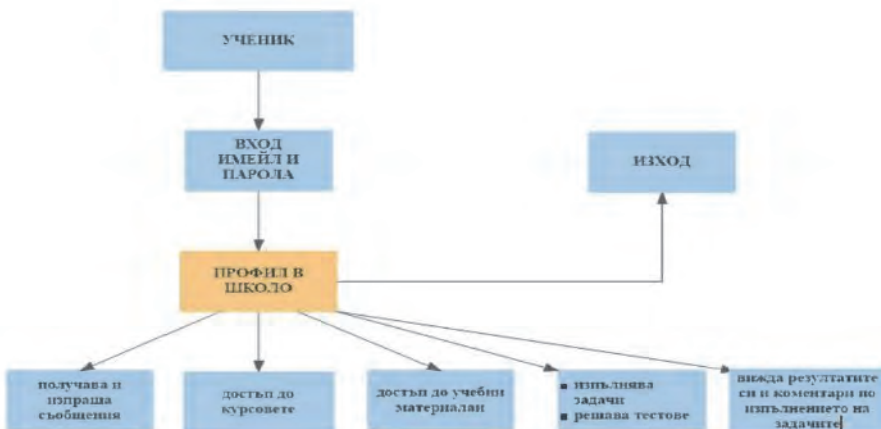 УЧЕНИК
ВХОД
ИМЕЙЛ И
ПАРОЛА
ИЗХОД
ПРОФИЛ В
ШКОЛО
получава и
изпраща
съобщения
достъп до
курсовете
достъп до учебни
материалаи
▪ изпълнява
задачи
▪ решава тестове
вижда резултатите
си и коментари по
изпълнението на
задачите